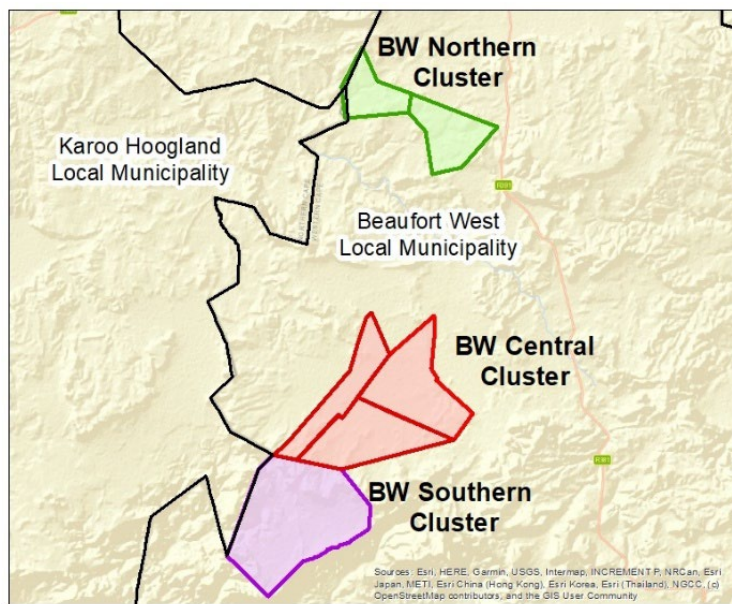 BW Northern
Cluster
Karoo Hoogland
Local Municipality
Beaufort West
Local Municipality
R381
BW Central
Cluster
R381
BW Southern
Cluster
Sources: Esri, HERE, Garmin, USGS, Intermap, INCREMENT P, NRCan, Esri
Japan, METI, Esri China (Hong Kong), Esri Korea, Esri (Thailand), NGCC, (c)
OpenStreetMap contributors, and the GIS User Community